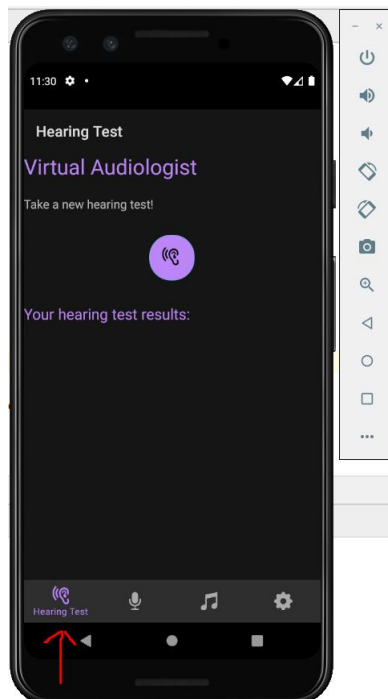 11:30
Hearing Test
Virtual Audiologist
Take a new hearing test!
Your hearing test results:
Hearing Test